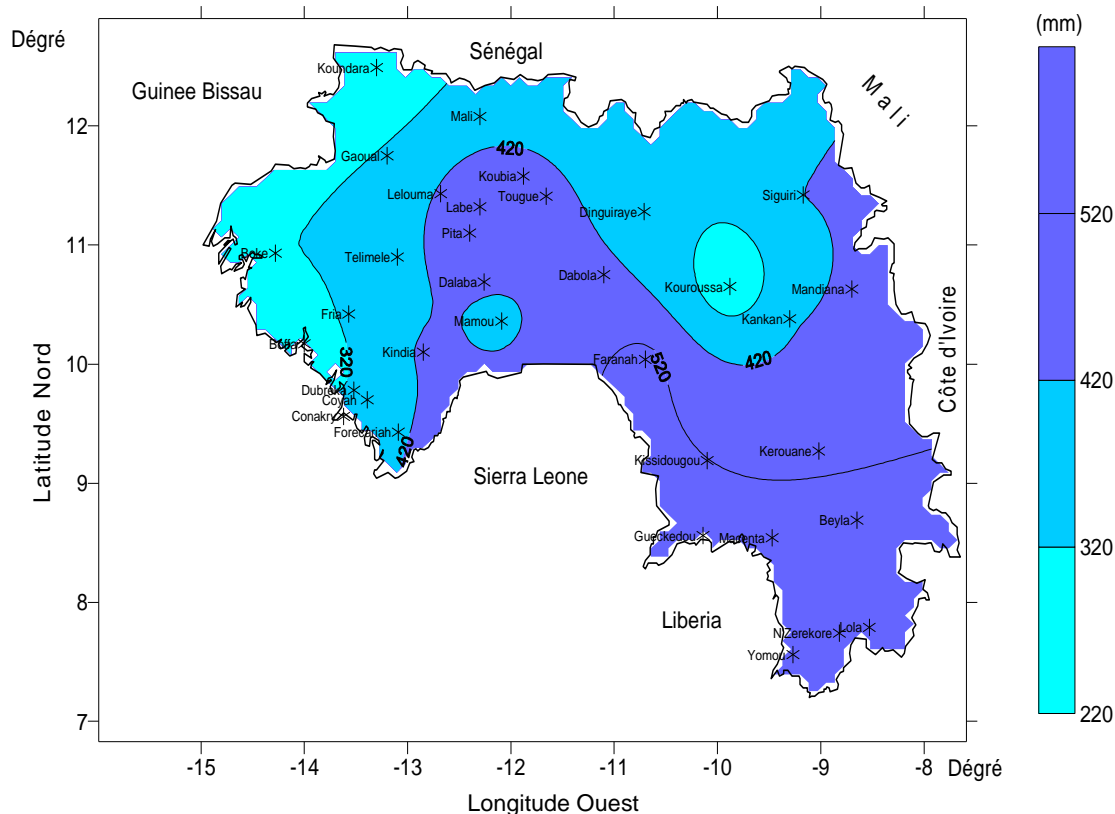 Dégré
Sénégal
(mm)
Guinee Bissau
Mali
Koundara
Mali
12
Gaoual
420
Koubia
Lelouma
Tougue
Siguiri
Labe
Dinguiraye
520
Pita
11
Boke
Telimele
Dabola
Dalaba
Kouroussa
Mandiana
Fria
Mamou
Kankan
420
Boffa
Kindia
Faranah
10
320
520
420
Côte d'Ivoire
Dubreka
Coyah
Conakry
Forecariah
420
Latitude Nord
Kerouane
Kissidougou
Sierra Leone
9
Beyla
Gueckedou
Macenta
320
8
Liberia
Lola
N'Zerekore
Yomou
7
220
-15
-14
-13
-12
-11
-10
-9
-8
Dégré
Longitude Ouest